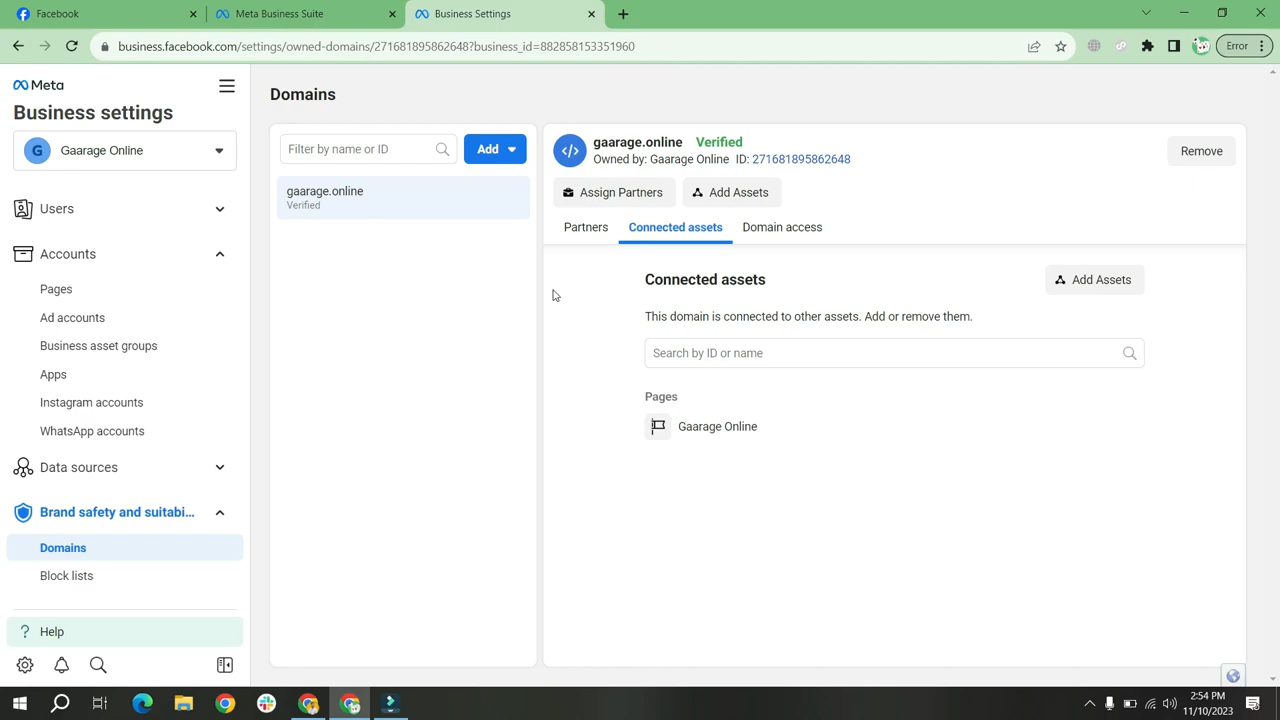 Facebook
Meta Business Suite
Business Settings
business.facebook.com/settings/owned-domains/271681895862648?business_id=882858153351960
Error
Meta
Business settings
G
Gaarage Online
Users
Accounts
Pages
Ad accounts
Business asset groups
Apps
Instagram accounts
WhatsApp accounts
Data sources
Brand safety and suitabi...
Domains
Block lists
? Help
Domains
Filter by name or ID
Add
gaarage.online
Verified
gaarage.online Verified
Owned by: Gaarage Online ID: 271681895862648
Remove
Assign Partners
Add Assets
Partners
Connected assets
Domain access
Connected assets
Add Assets
This domain is connected to other assets. Add or remove them.
Search by ID or name
Pages
Gaarage Online
2:54 PM
11/10/2023